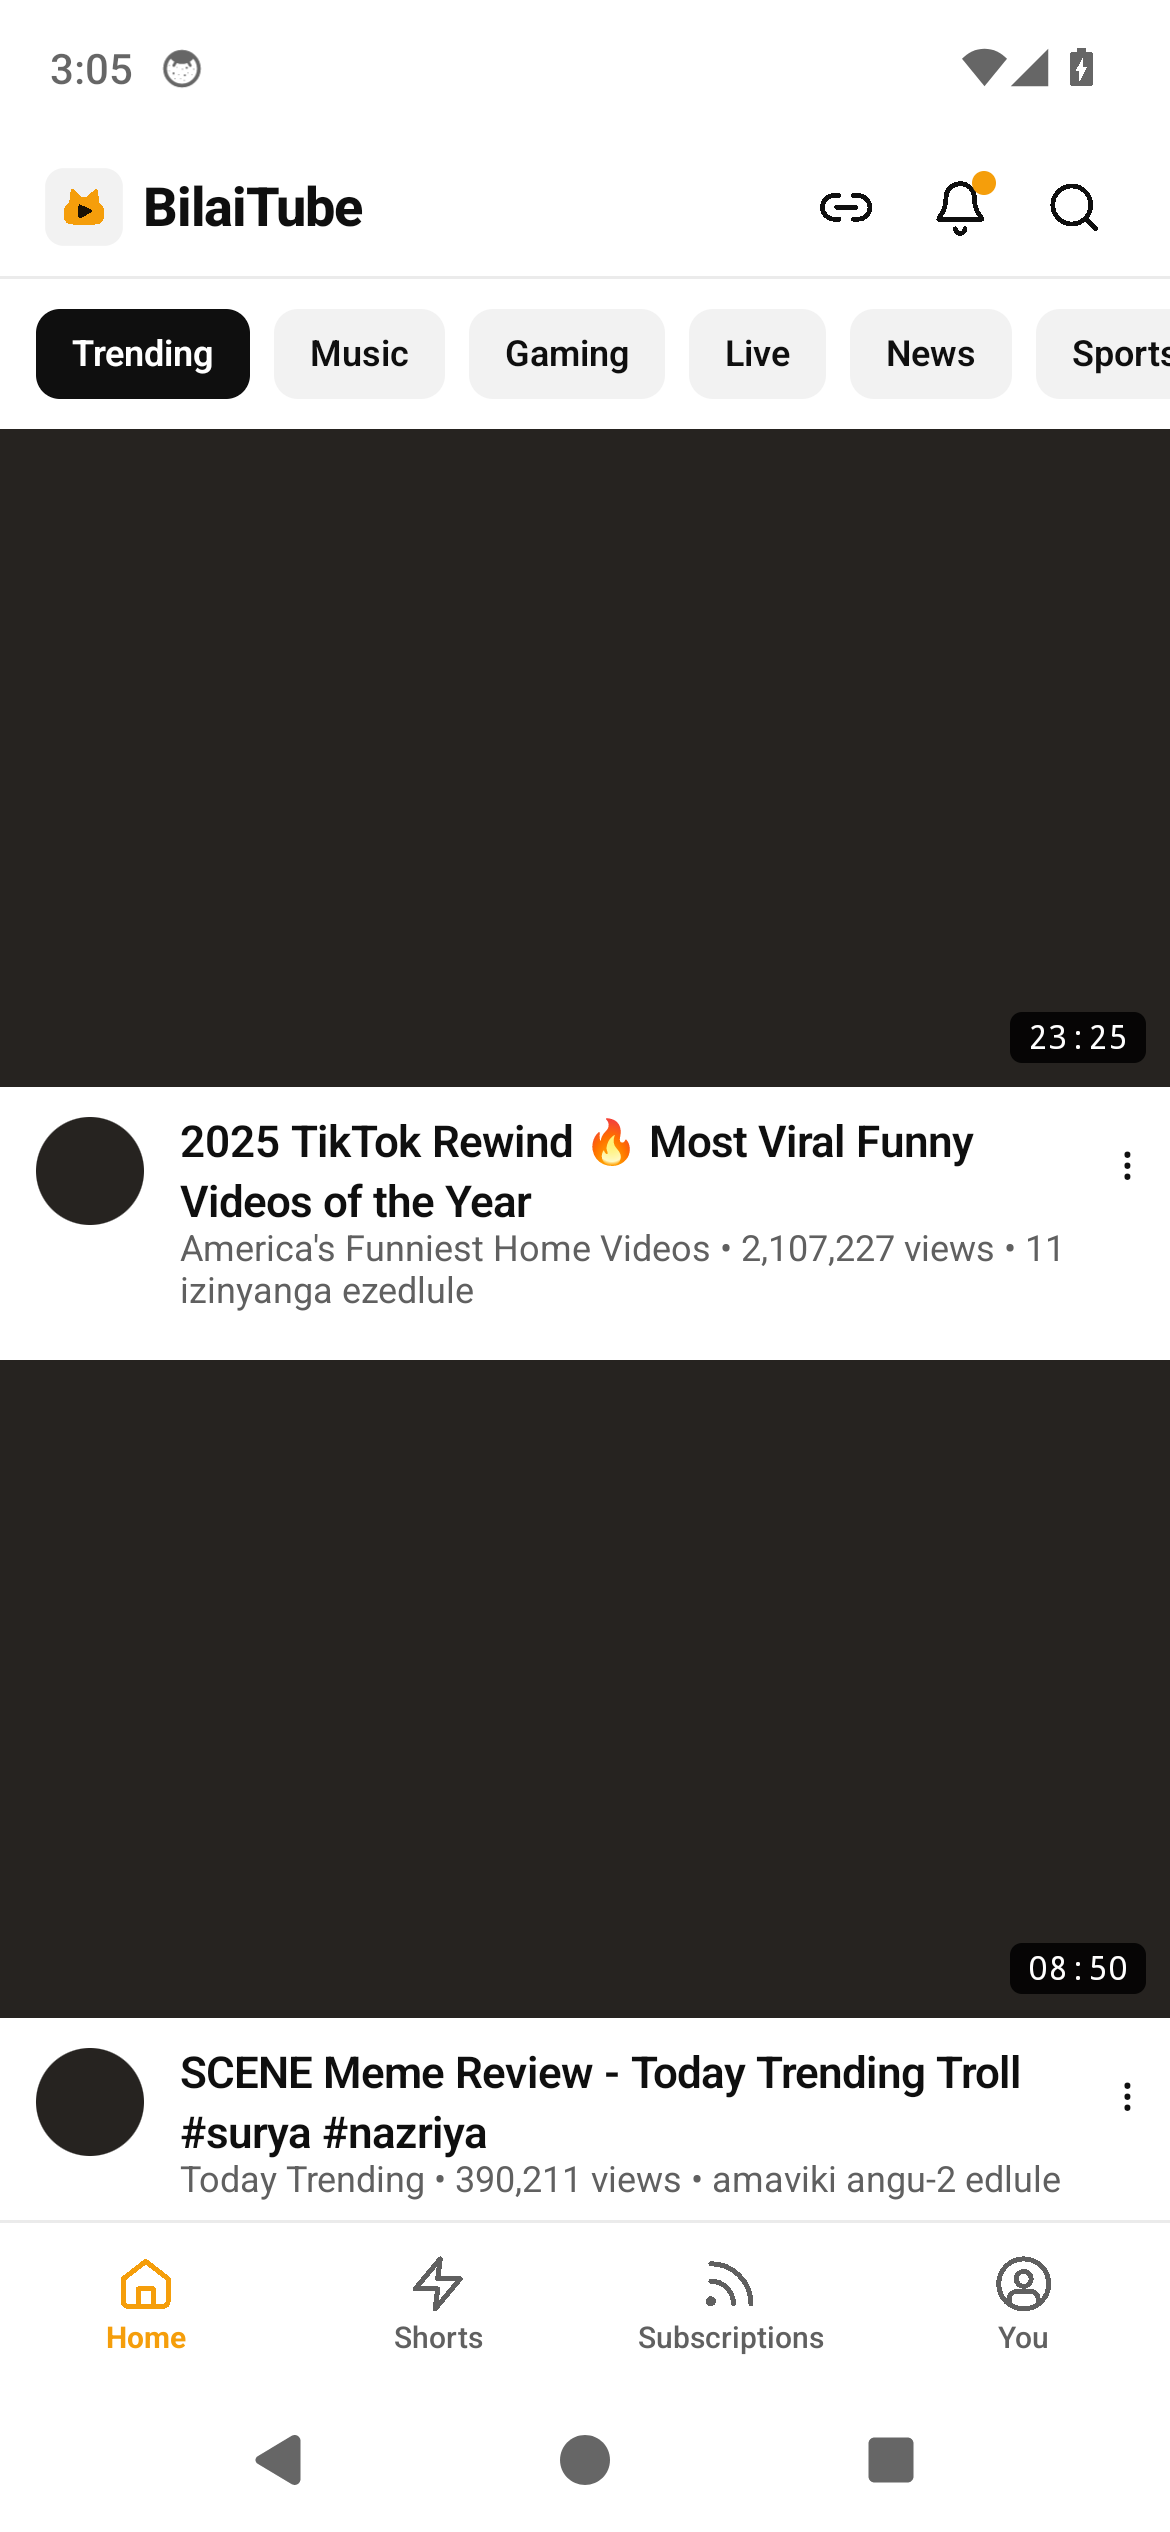 3:05
BilaiTube
Trending Music Gaming Live News Sports
23:25
2025 TikTok Rewind 🔥 Most Viral Funny
Videos of the Year
America's Funniest Home Videos • 2,107,227 views • 11
izinyanga ezedlule
08:50
SCENE Meme Review - Today Trending Troll
#surya #nazriya
Today Trending • 390,211 views • amaviki angu-2 edlule
Home Shorts Subscriptions You